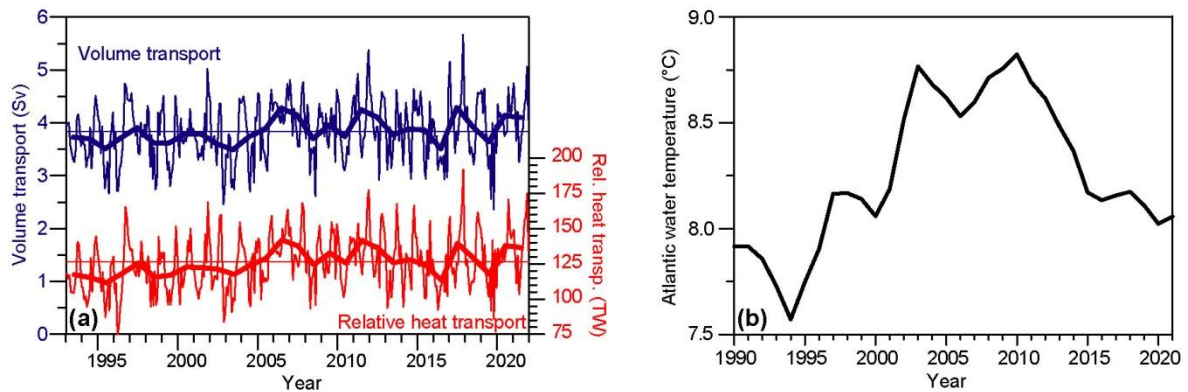 6
5
4
3
2
1
0
Volume transport (Sv)
Volume transport
200
175
150
125
100
75
Rel. heat transp. (TW)
Relative heat transport
(a)
1995 2000 2005 2010 2015 2020
Year
9.0
8.5
8.0
7.5
Atlantic water temperature (°C)
(b)
1990 1995 2000 2005 2010 2015 2020
Year